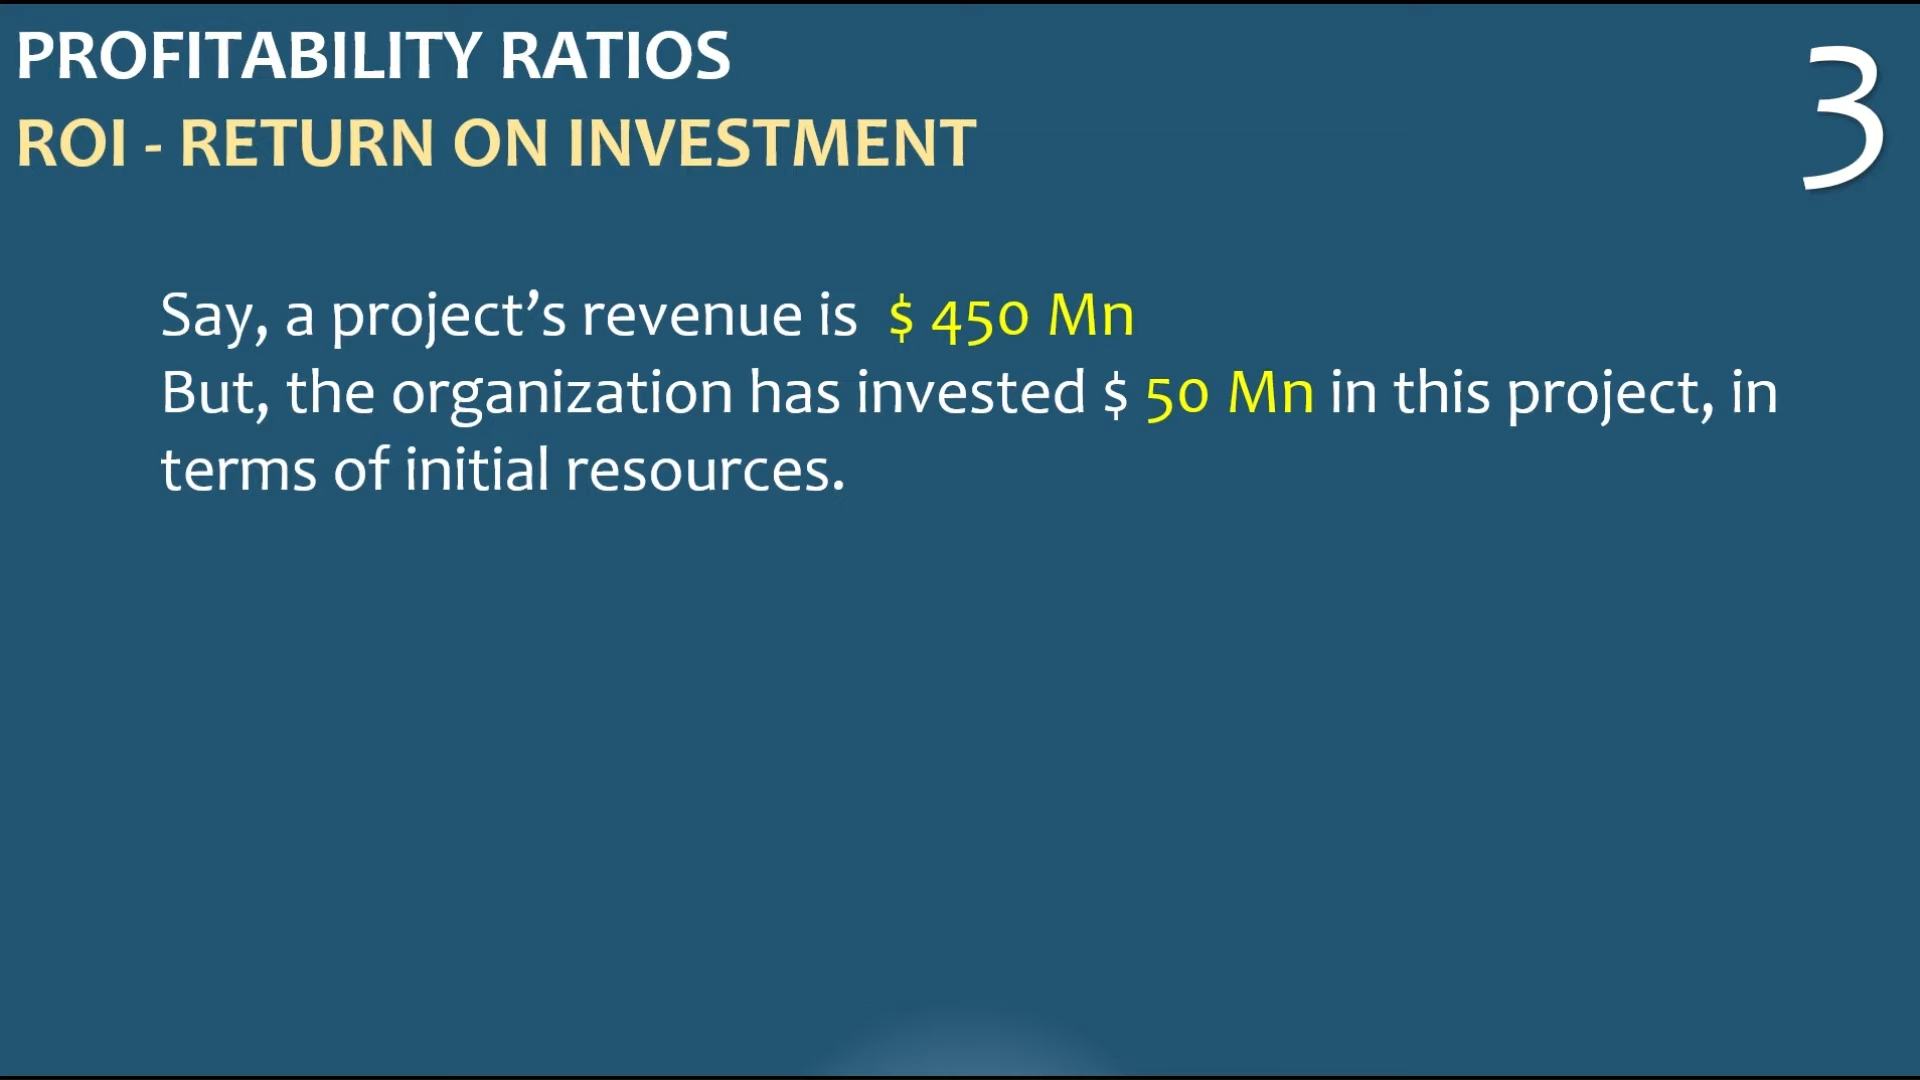 PROFITABILITY RATIOS
3
ROI - RETURN ON INVESTMENT
Say, a project’s revenue is $ 450 Mn
But, the organization has invested $ 50 Mn in this project, in
terms of initial resources.